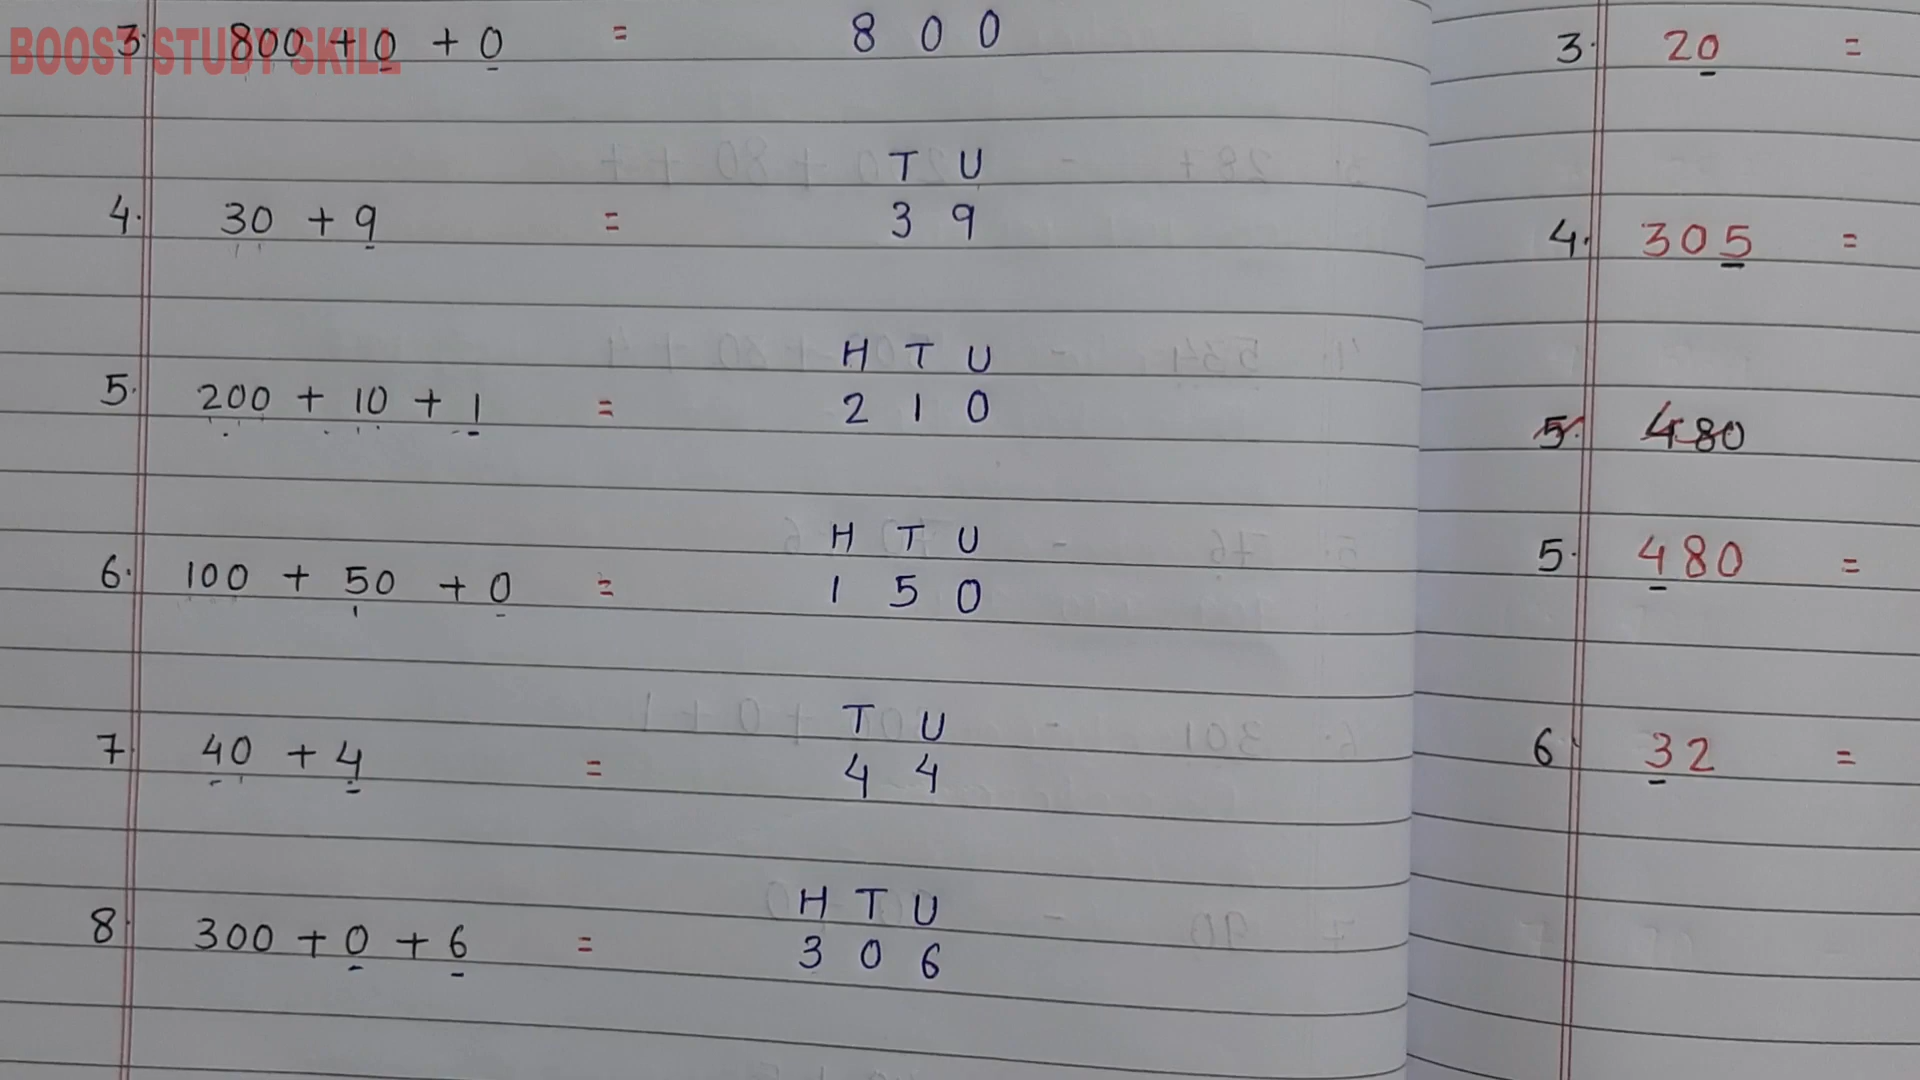 BOOST STUDY SKILL
3. 800 + 0 + 0 = 8 0 0
T U
4. 30 + 9 = 3 9
H T U
5. 200 + 10 + 1 = 2 1 0
H T U
6. 100 + 50 + 0 = 1 5 0
T U
7. 40 + 4 = 4 4
H T U
8. 300 + 0 + 6 = 3 0 6
3. 20 =
4. 305 =
5. 480
5. 480 =
6 32 =